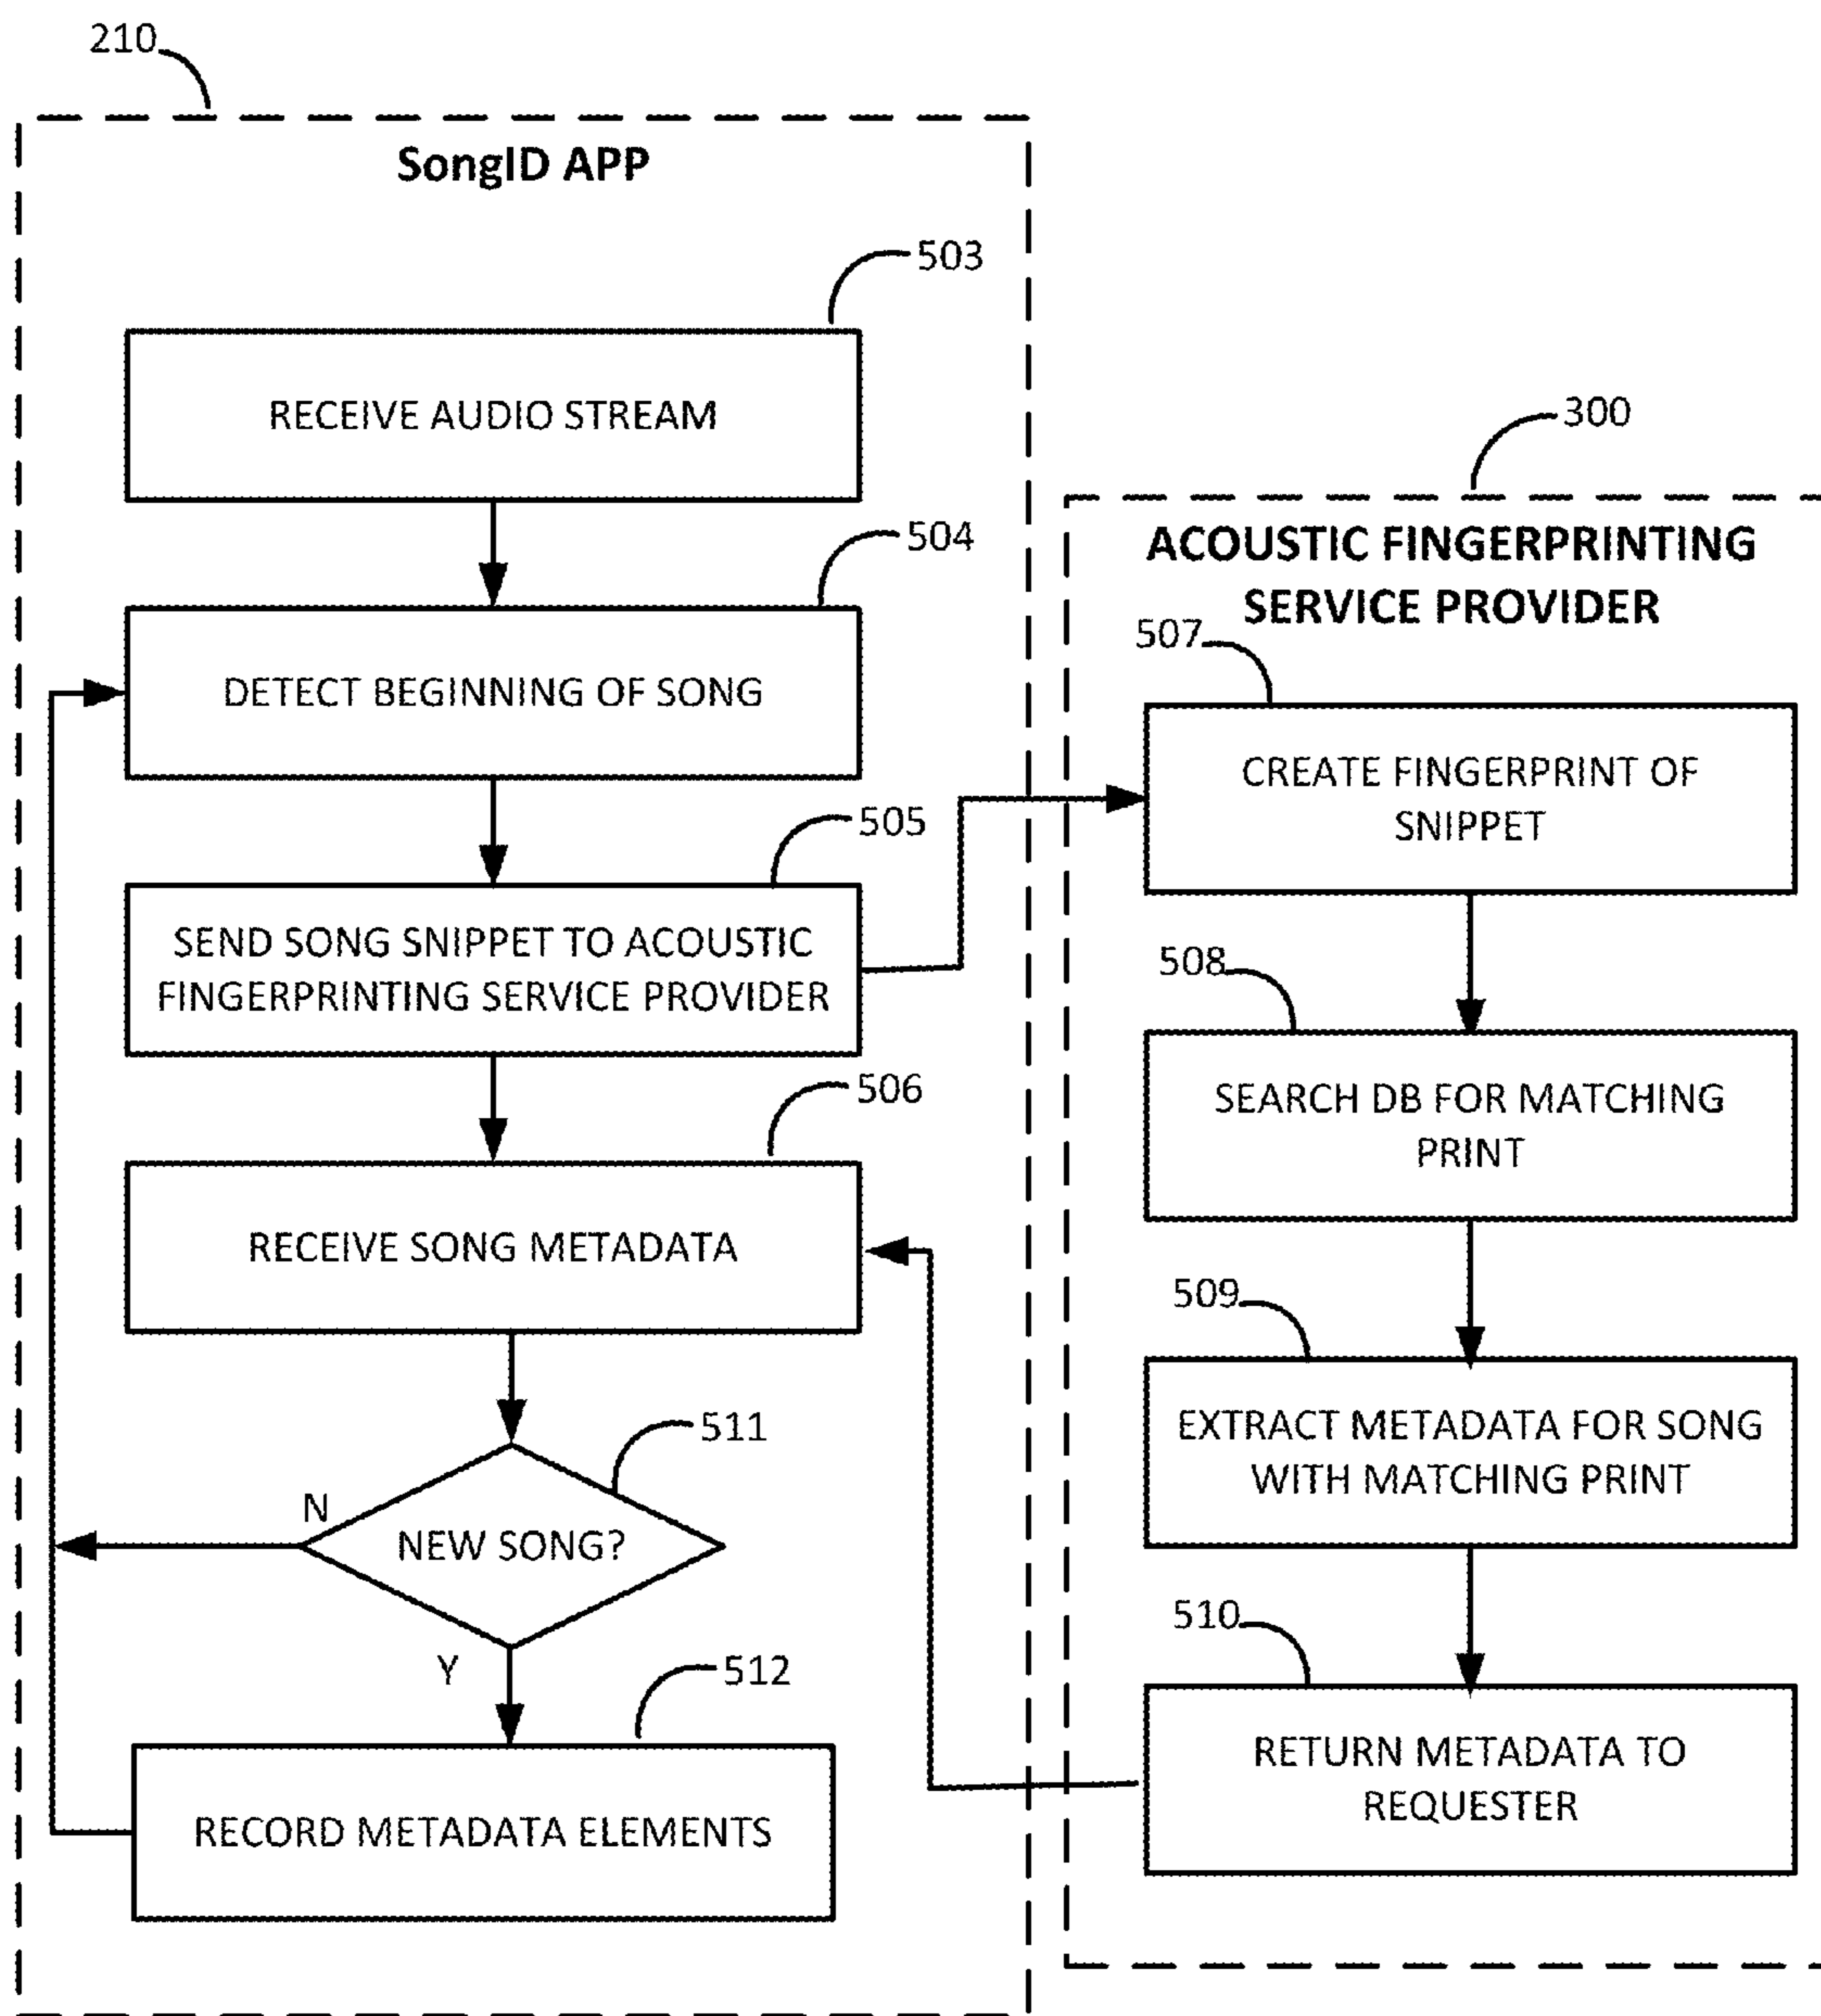 210
SongID APP
503
RECEIVE AUDIO STREAM
504
DETECT BEGINNING OF SONG
505
SEND SONG SNIPPET TO ACOUSTIC
FINGERPRINTING SERVICE PROVIDER
506
RECEIVE SONG METADATA
511
N
NEW SONG?
Y
512
RECORD METADATA ELEMENTS
300
ACOUSTIC FINGERPRINTING
SERVICE PROVIDER
507
CREATE FINGERPRINT OF
SNIPPET
508
SEARCH DB FOR MATCHING
PRINT
509
EXTRACT METADATA FOR SONG
WITH MATCHING PRINT
510
RETURN METADATA TO
REQUESTER